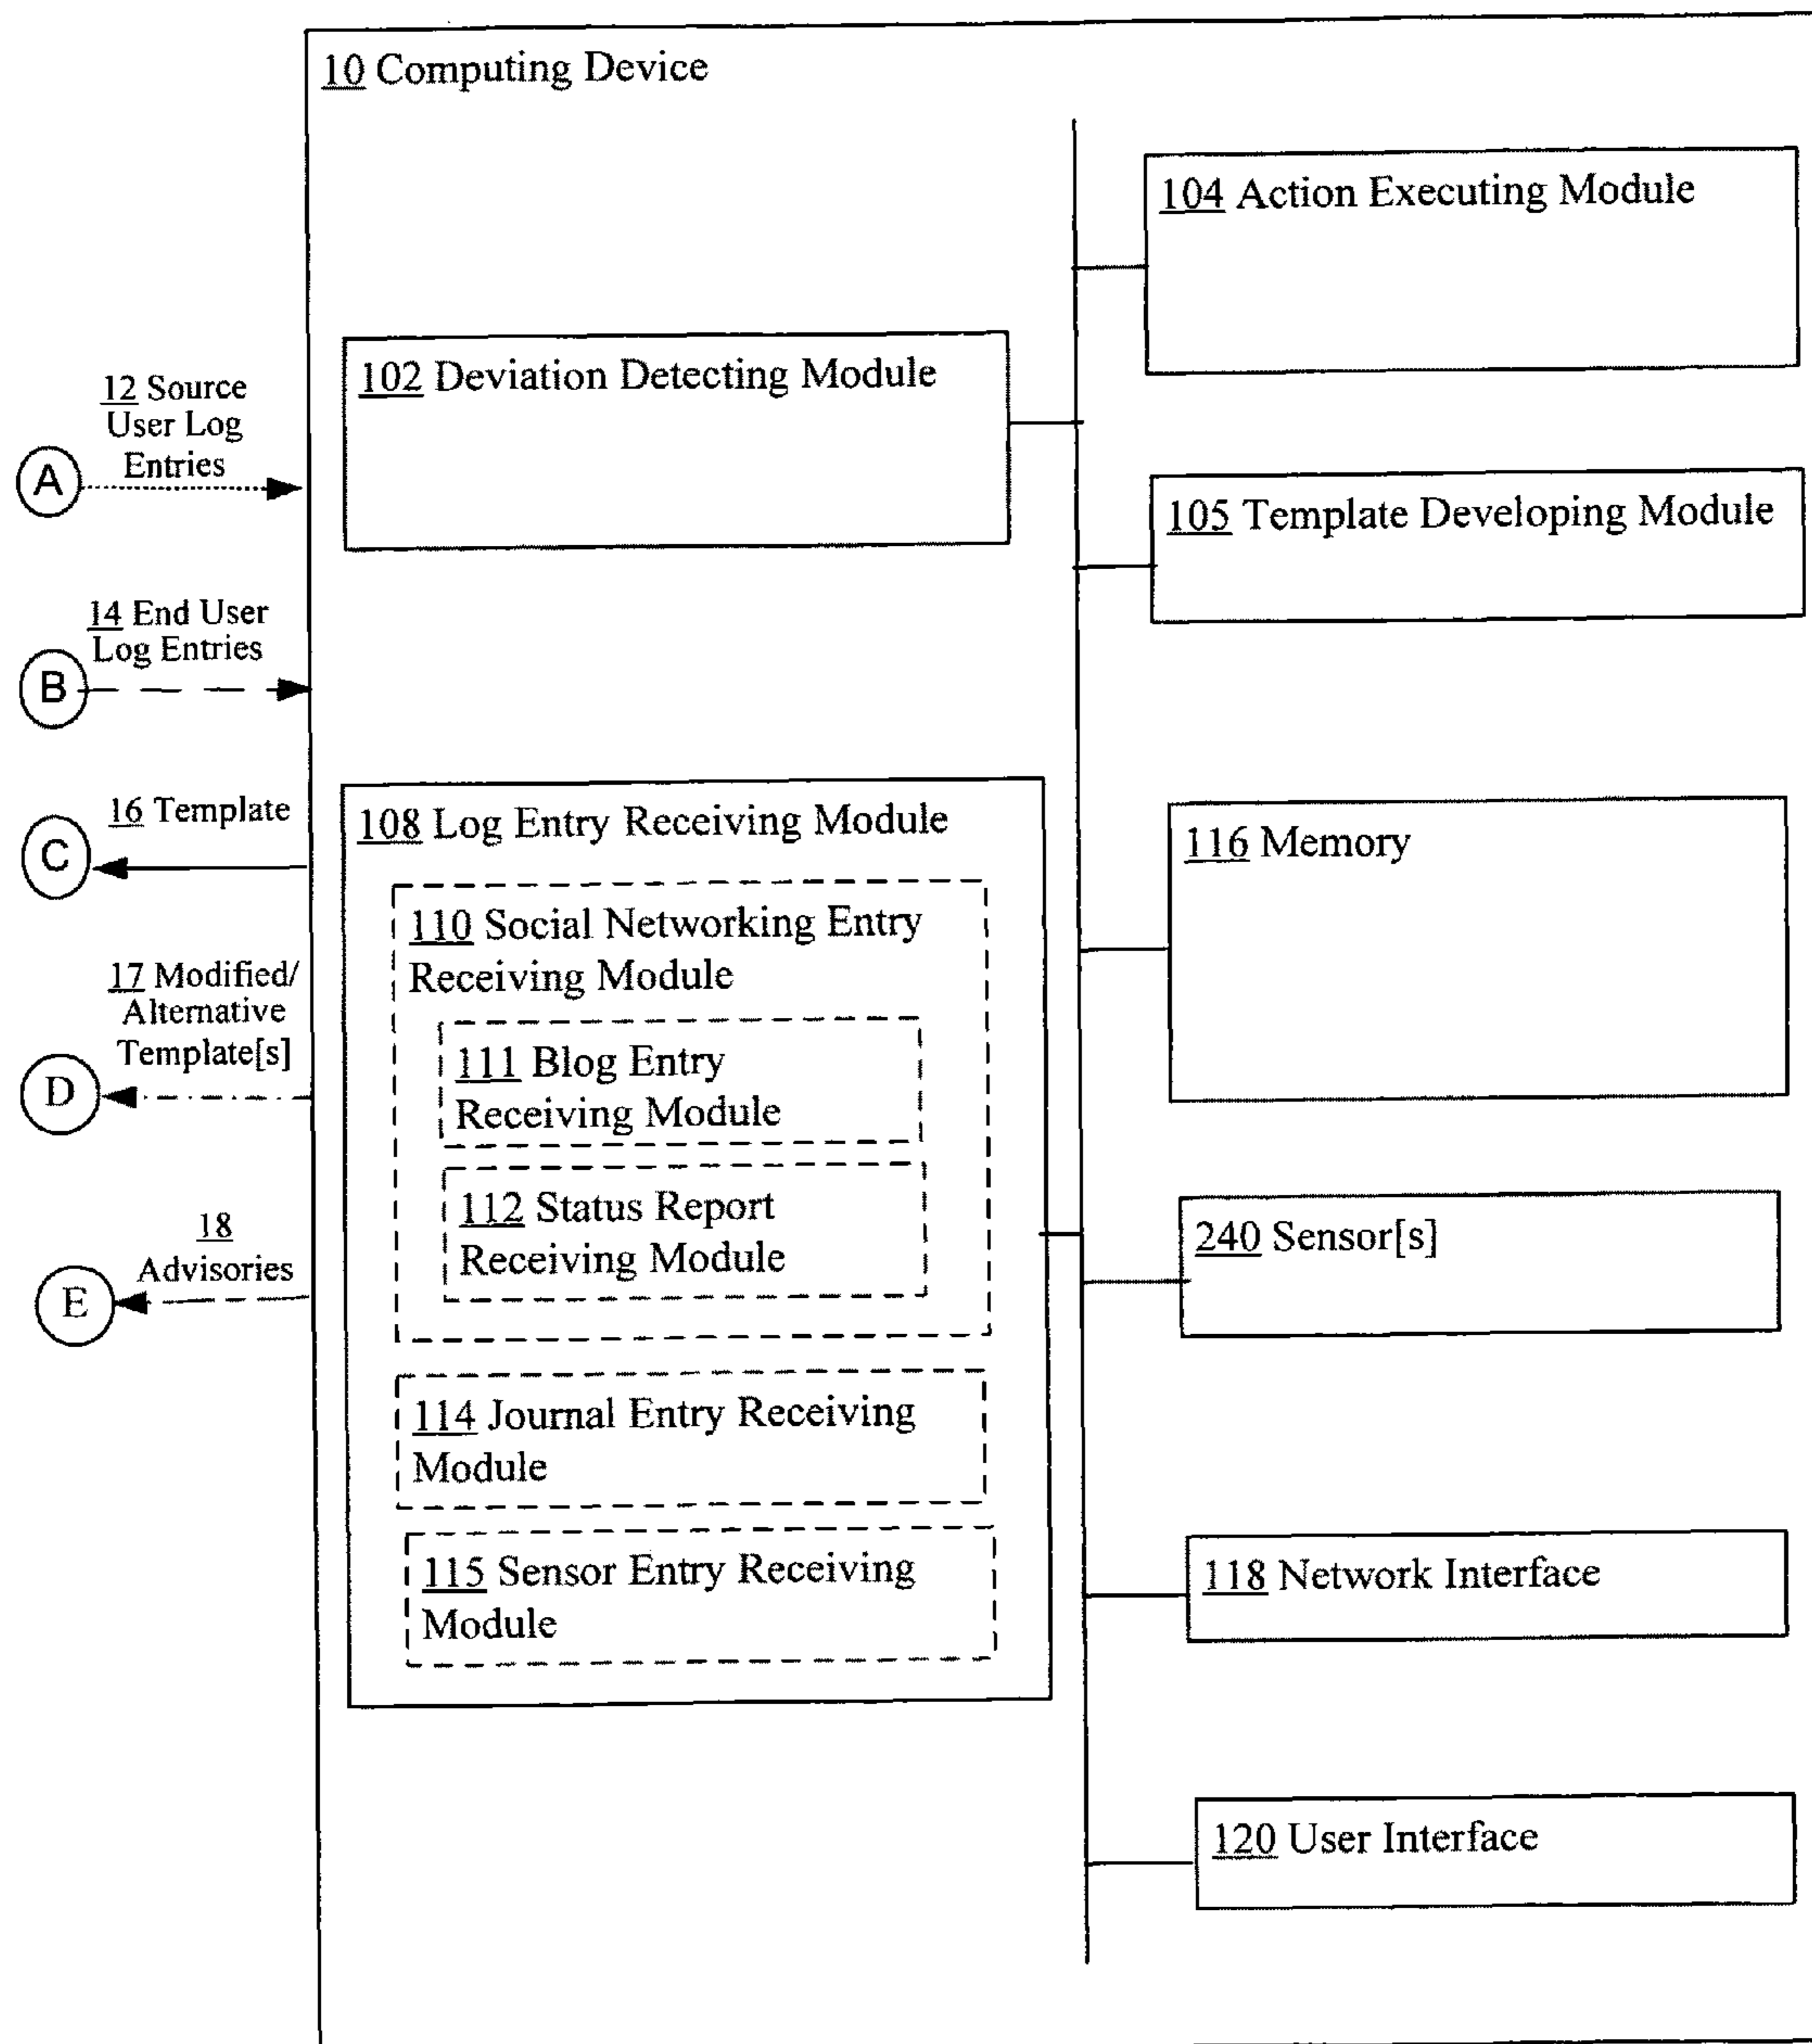 10 Computing Device
104 Action Executing Module
102 Deviation Detecting Module
12 Source
User Log
Entries
A
105 Template Developing Module
14 End User
Log Entries
B
16 Template
C
108 Log Entry Receiving Module
116 Memory
110 Social Networking Entry
Receiving Module
17 Modified/
Alternative
Template[s]
D
111 Blog Entry
Receiving Module
112 Status Report
Receiving Module
18
Advisories
E
240 Sensor[s]
114 Journal Entry Receiving
Module
115 Sensor Entry Receiving
Module
118 Network Interface
120 User Interface